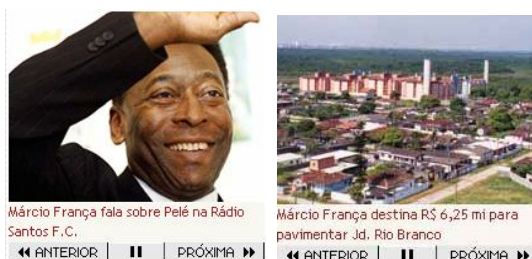 Márcio França fala sobre Pelé na Rádio
Santos F.C.
ANTERIOR PRÓXIMA
Márcio França destina R$ 6,25 mi para
pavimentar Jd. Rio Branco
ANTERIOR PRÓXIMA